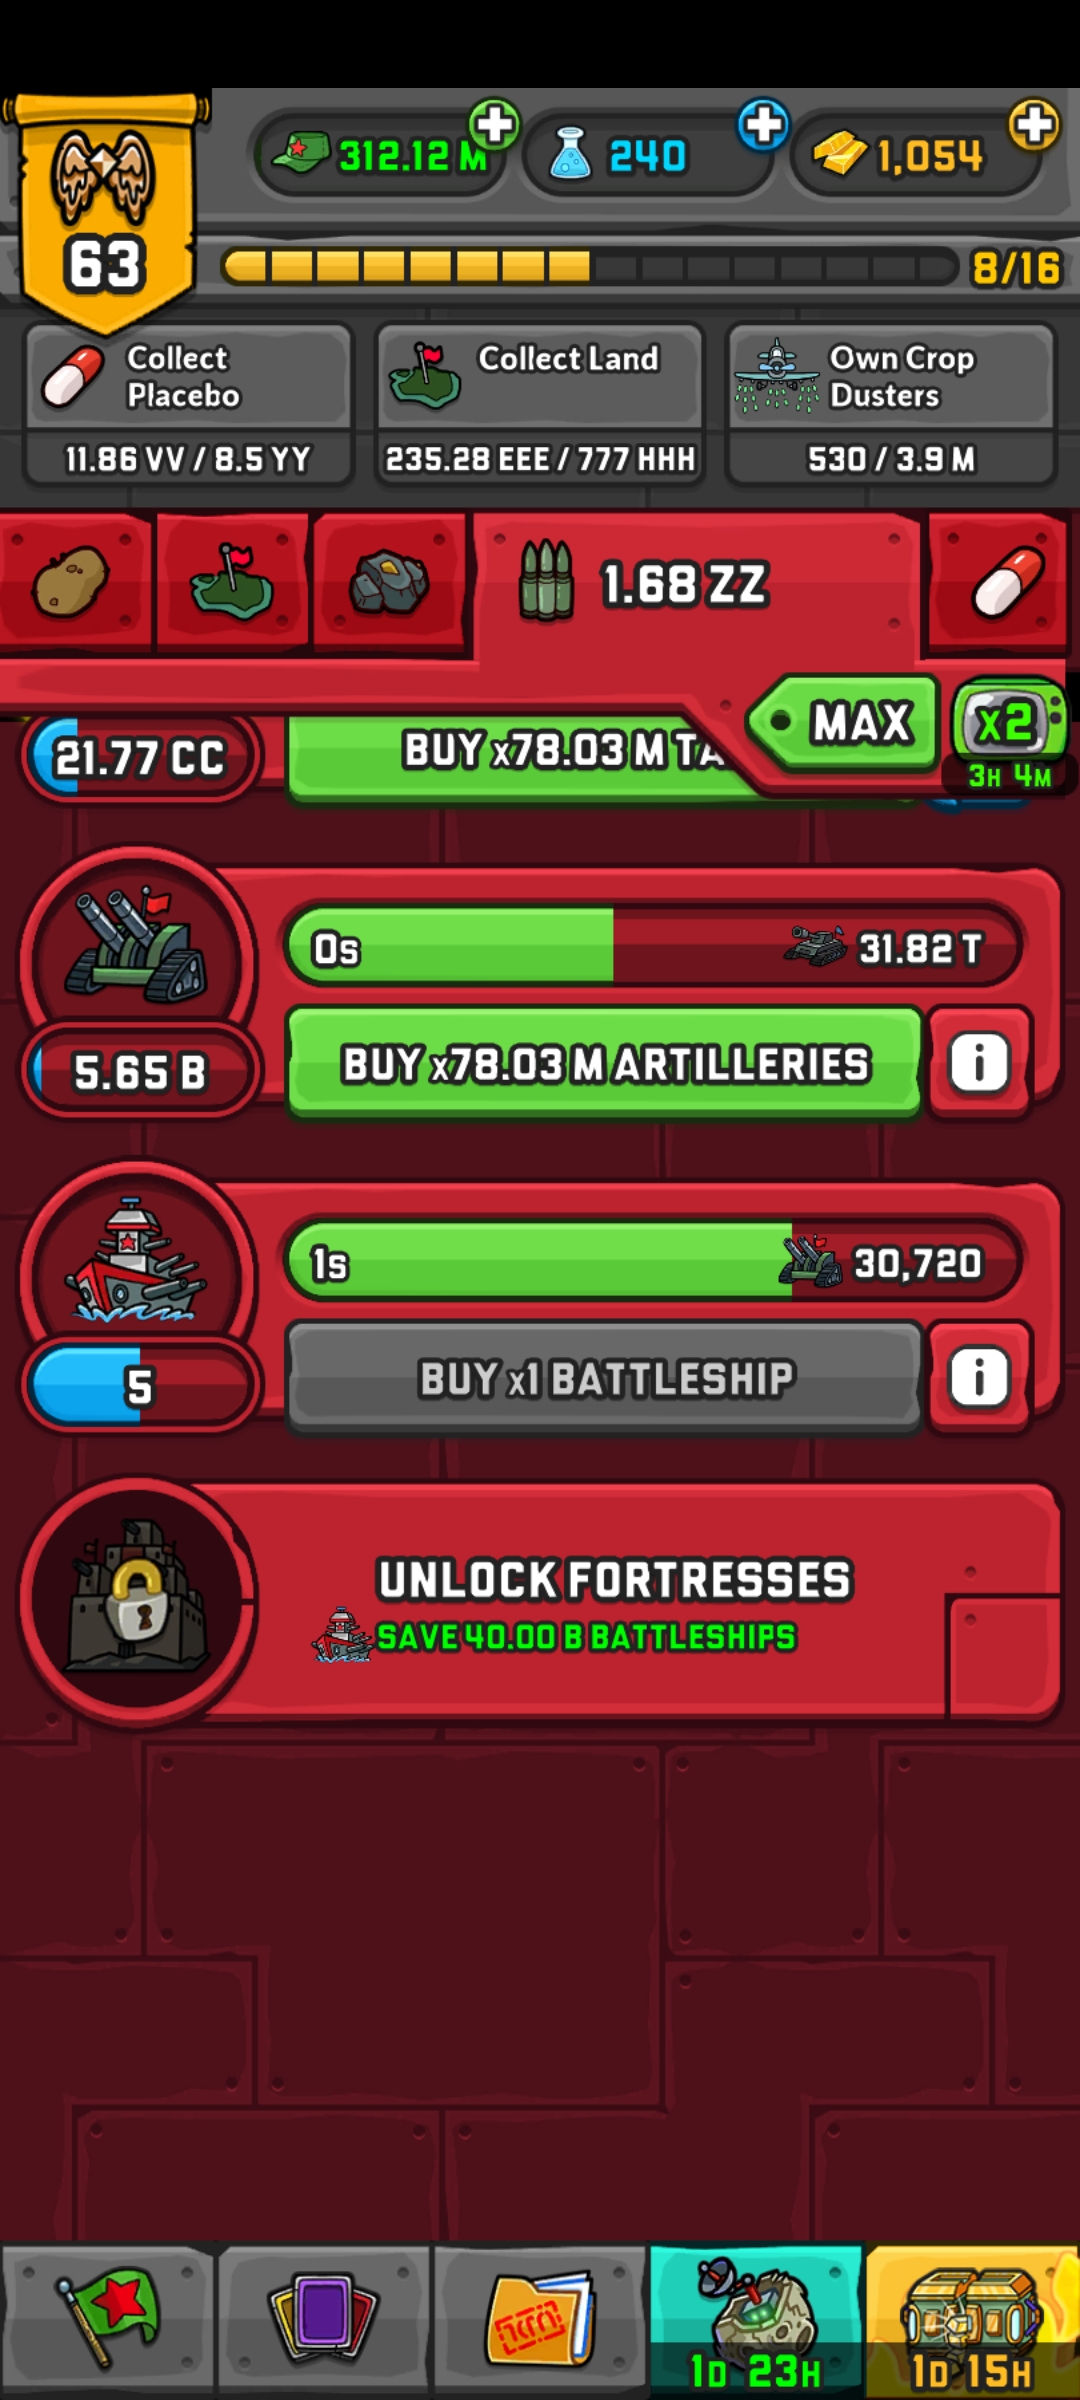 312.12 M
240
1,054
63
8/16
Collect
Placebo
11.86 VV / 8.5 YY
Collect Land
235.28 EEE / 777 HHH
Own Crop
Dusters
530 / 3.9 M
1.68 ZZ
MAX
x2
3H 4M
21.77 CC
BUY x78.03 M TA
0s
31.82 T
5.65 B
BUY x78.03 M ARTILLERIES
i
1s
30,720
5
BUY x1 BATTLESHIP
i
UNLOCK FORTRESSES
SAVE 40.00 B BATTLESHIPS
1D 23H
1D 15H